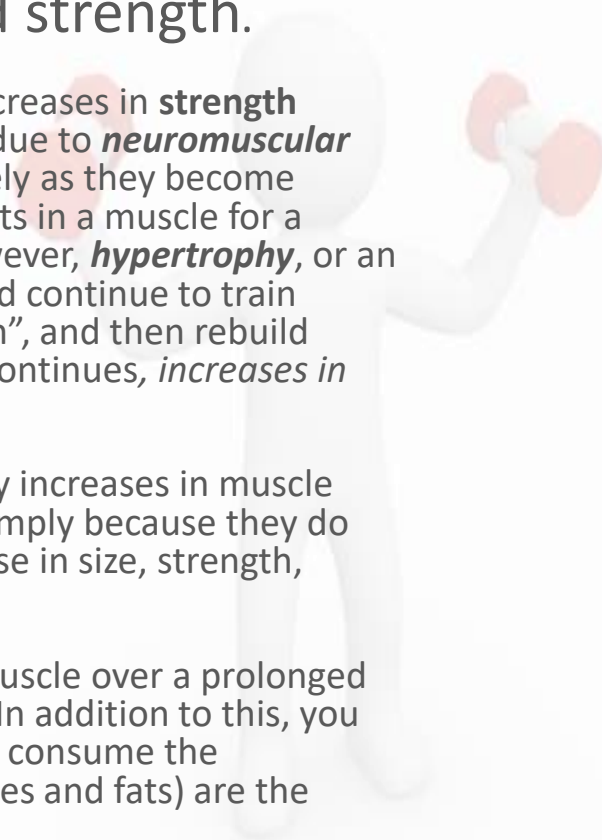 d strength.
creases in strength
due to neuromuscular
ely as they become
ts in a muscle for a
wever, hypertrophy, or an
d continue to train
n”, and then rebuild
continues, increases in
y increases in muscle
mply because they do
se in size, strength,
uscle over a prolonged
In addition to this, you
consume the
es and fats) are the